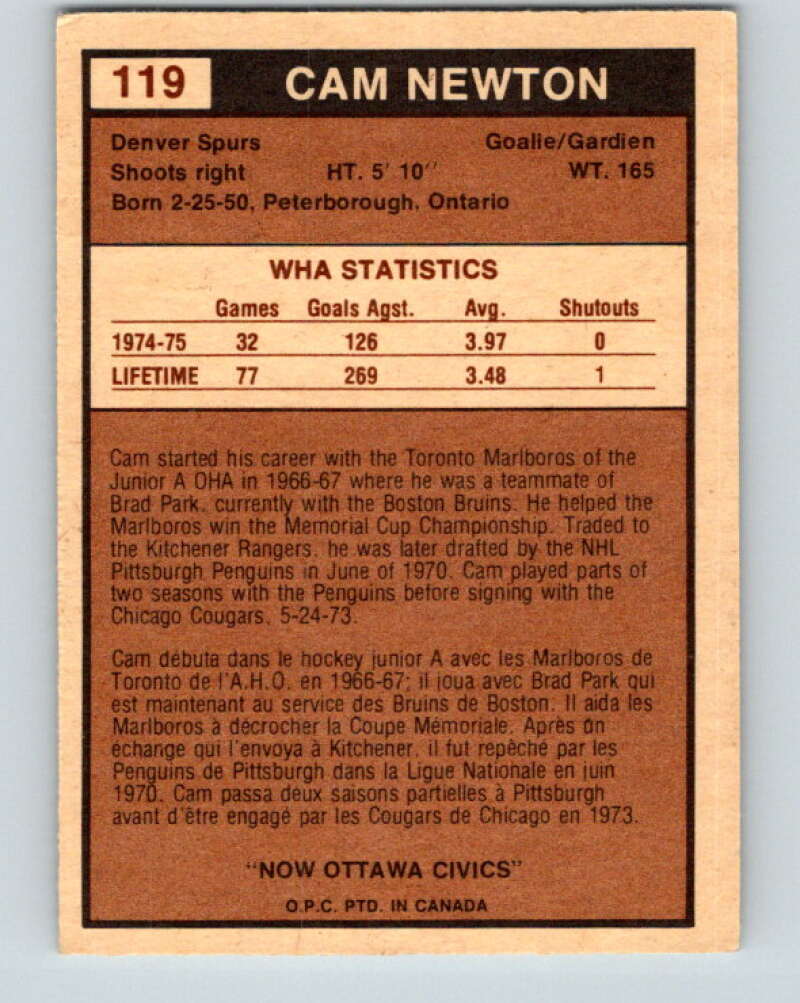 119 CAM NEWTON
Denver Spurs Goalie/Gardien
Shoots right HT. 5' 10'' WT. 165
Born 2-25-50, Peterborough, Ontario
WHA STATISTICS
Games Goals Agst. Avg. Shutouts
1974-75 32 126 3.97 0
LIFETIME 77 269 3.48 1
Cam started his career with the Toronto Marlboros of the
Junior A OHA in 1966-67 where he was a teammate of
Brad Park, currently with the Boston Bruins. He helped the
Marlboros win the Memorial Cup Championship. Traded to
the Kitchener Rangers, he was later drafted by the NHL
Pittsburgh Penguins in June of 1970. Cam played parts of
two seasons with the Penguins before signing with the
Chicago Cougars, 5-24-73.
Cam débuta dans le hockey junior A avec les Marlboros de
Toronto de l'A.H.O. en 1966-67; il joua avec Brad Park qui
est maintenant au service des Bruins de Boston. Il aida les
Marlboros à décrocher la Coupe Mémoriale. Après un
échange qui l'envoya à Kitchener, il fut repêché par les
Penguins de Pittsburgh dans la Ligue Nationale en juin
1970. Cam passa deux saisons partielles à Pittsburgh
avant d'être engagé par les Cougars de Chicago en 1973.
"NOW OTTAWA CIVICS"
O.P.C. PTD. IN CANADA